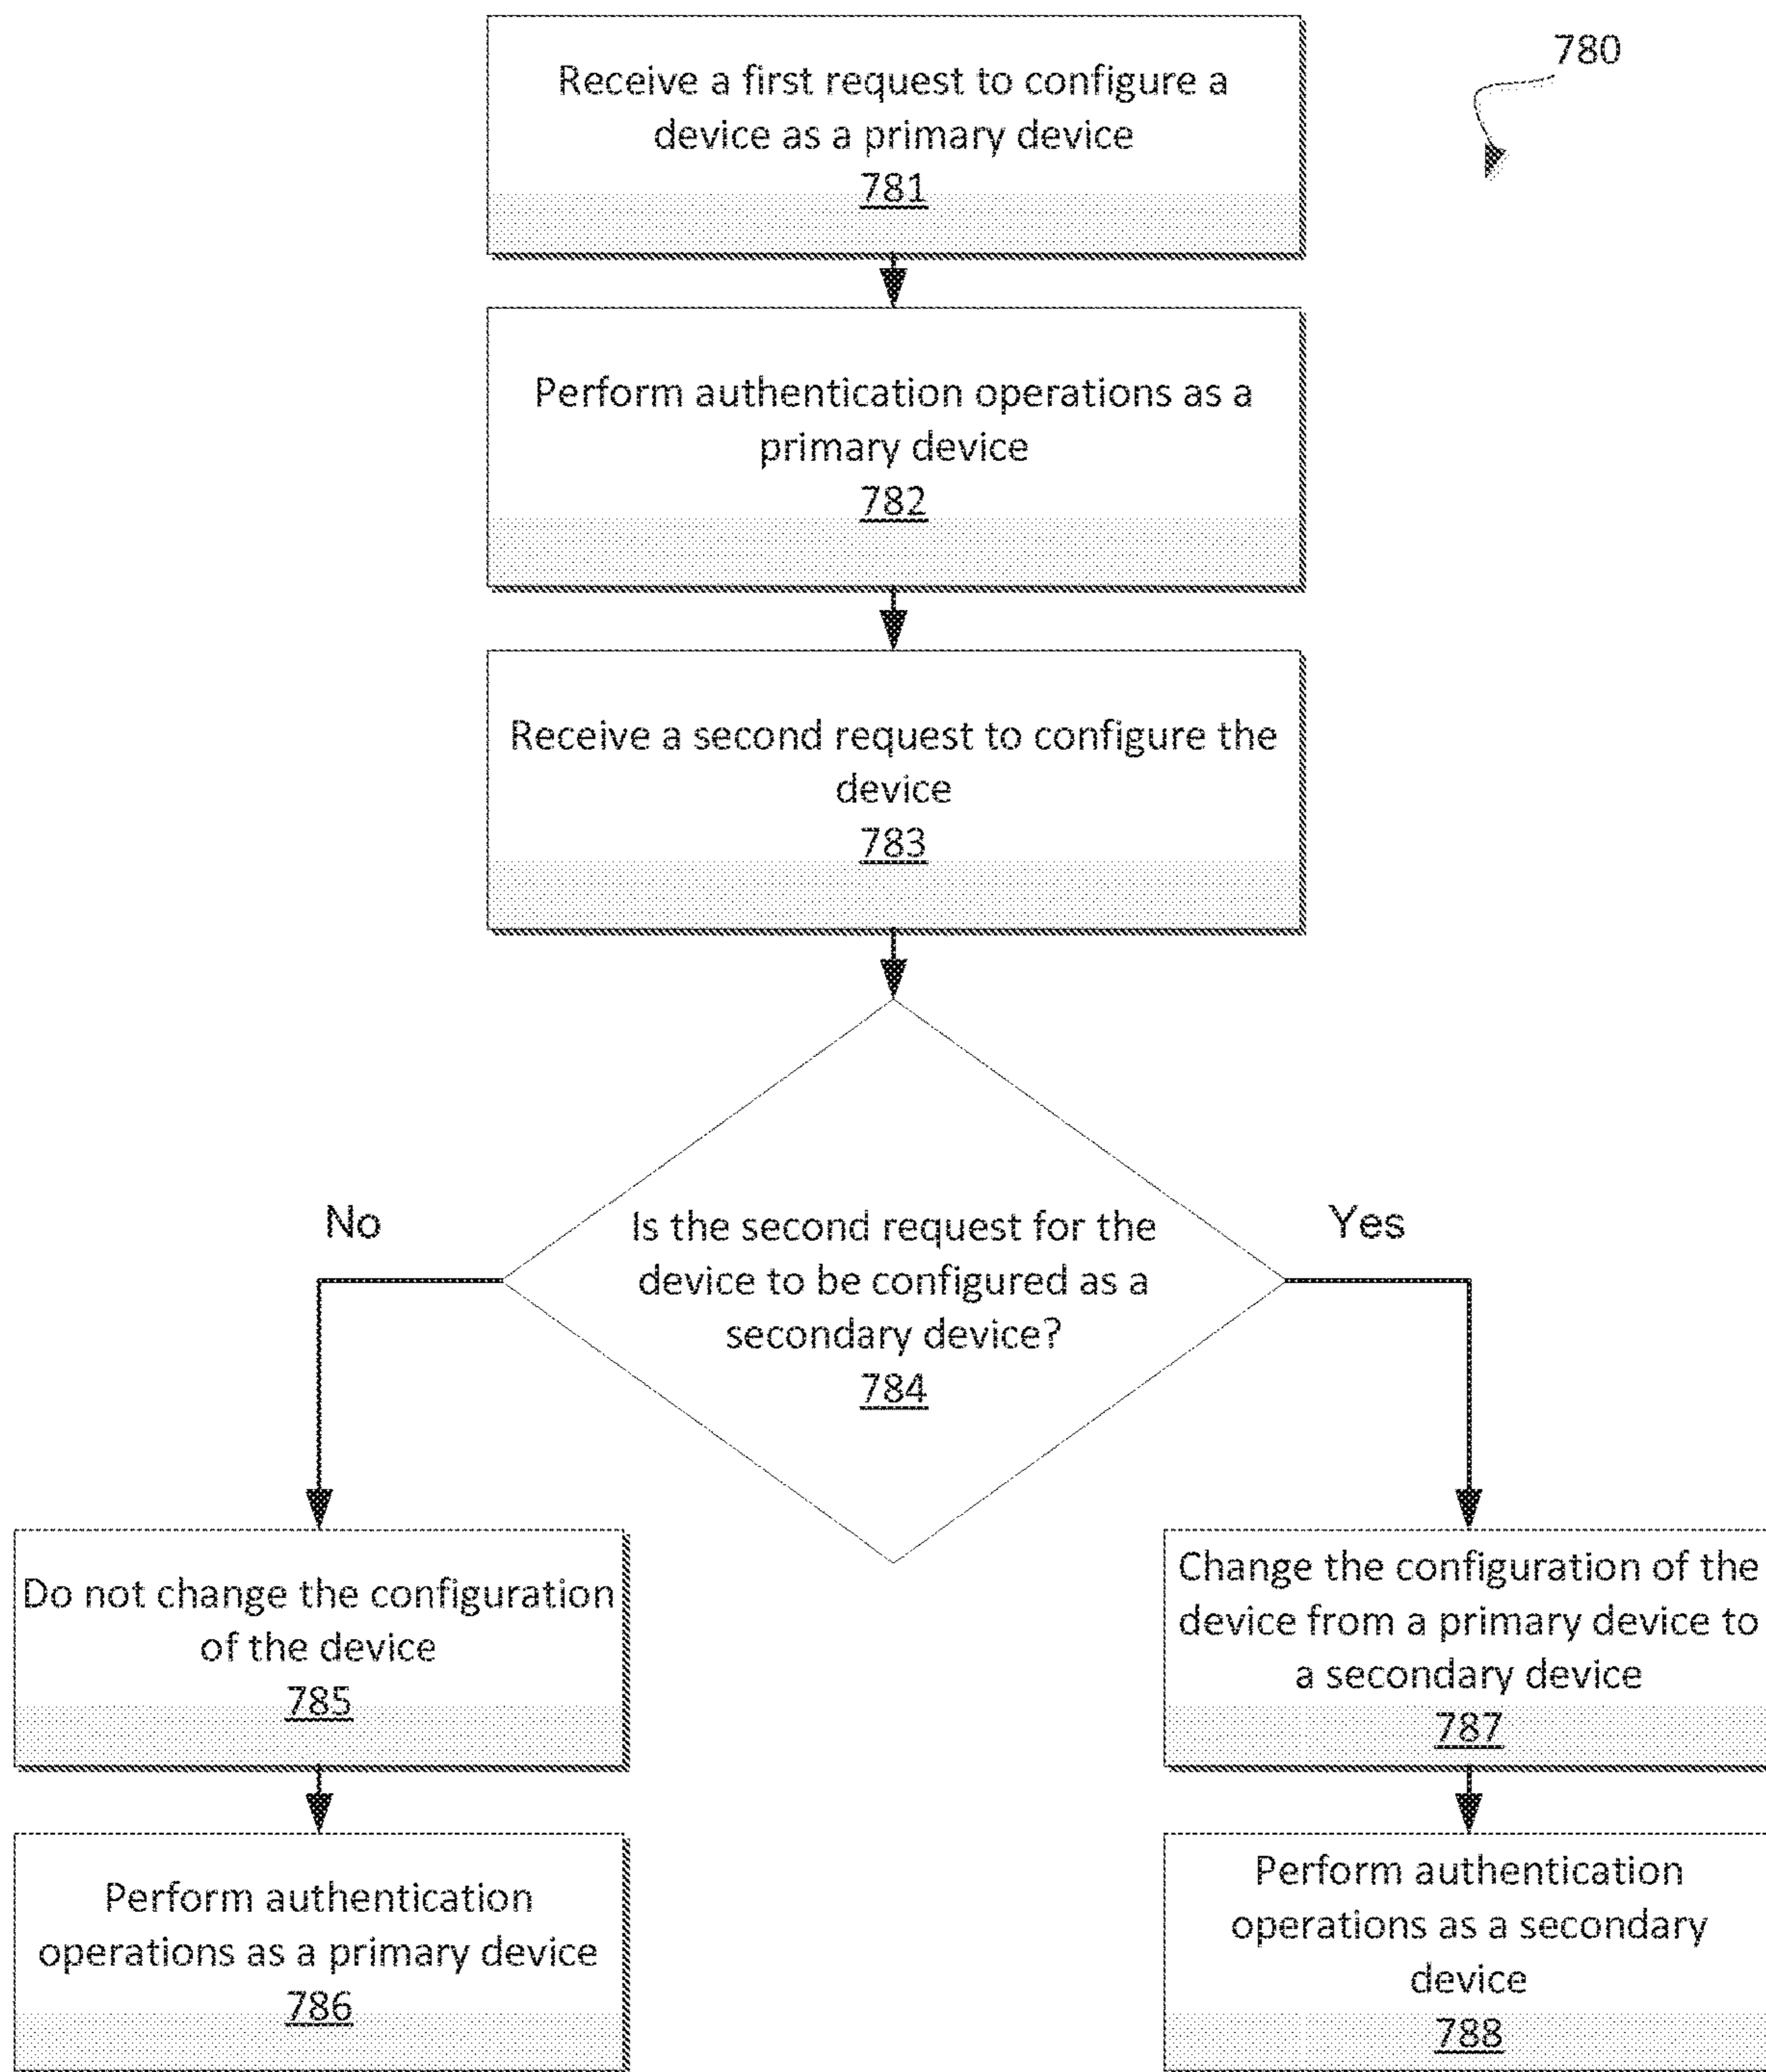 780
Receive a first request to configure a
device as a primary device
781
Perform authentication operations as a
primary device
782
Receive a second request to configure the
device
783
No
Yes
Is the second request for the
device to be configured as a
secondary device?
784
Do not change the configuration
of the device
785
Change the configuration of the
device from a primary device to
a secondary device
787
Perform authentication
operations as a primary device
786
Perform authentication
operations as a secondary
device
788